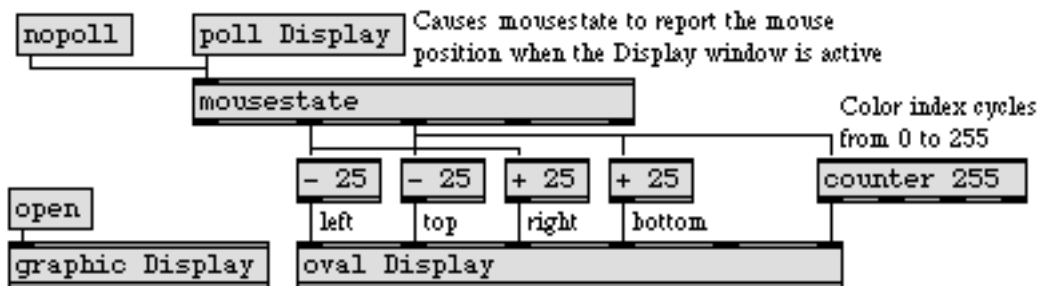 nopoll
poll Display
Causes mousestate to report the mouse
position when the Display window is active
mousestate
Color index cycles
from 0 to 255
- 25
- 25
+ 25
+ 25
counter 255
open
left
top
right
bottom
graphic Display
oval Display